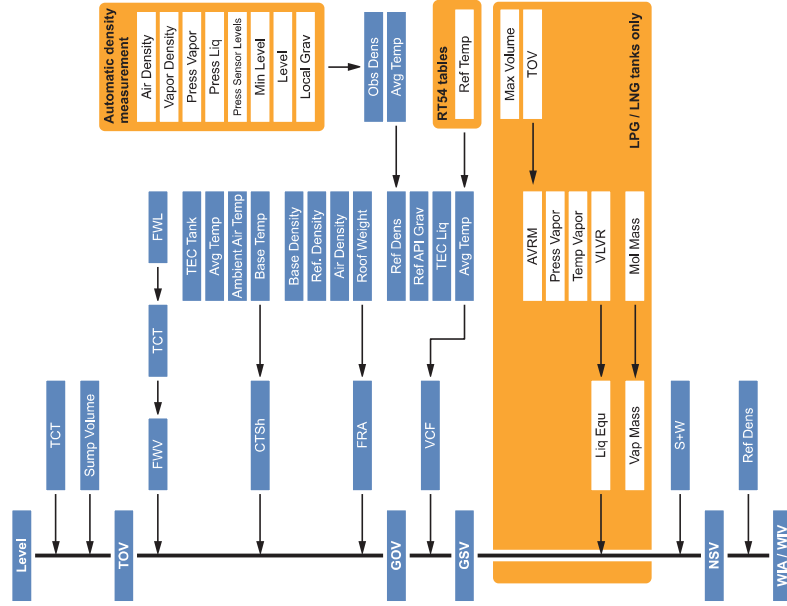 Level
TCT
Sump Volume
TOV
FWV
TCT
FWL
CTSh
TEC Tank
Avg Temp
Ambient Air Temp
Base Temp
FRA
Base Density
Ref. Density
Air Density
Roof Weight
GOV
VCF
Ref Dens
Ref API Grav
TEC Liq
Avg Temp
Obs Dens
Avg Temp
Automatic density
measurement
Air Density
Vapor Density
Press Vapor
Press Liq
Press Sensor Levels
Min Level
Level
Local Grav
RT54 tables
Ref Temp
GSV
Liq Equ
AVRM
Press Vapor
Temp Vapor
VLVR
Max Volume
TOV
Vap Mass
Mol Mass
LPG / LNG tanks only
S+W
NSV
Ref Dens
WIA / WIV